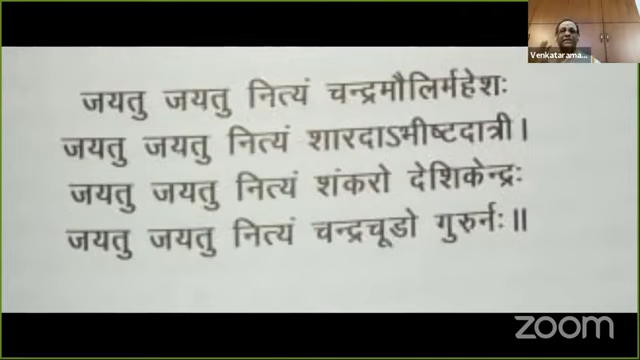 Venkatarama...
जयतु जयतु नित्यं चन्द्रमौलिर्महेशः
जयतु जयतु नित्यं शारदाऽभीष्टदात्री।
जयतु जयतु नित्यं शंकरो देशिकेन्द्रः
जयतु जयतु नित्यं चन्द्रचूडो गुरुर्नः॥
zoom